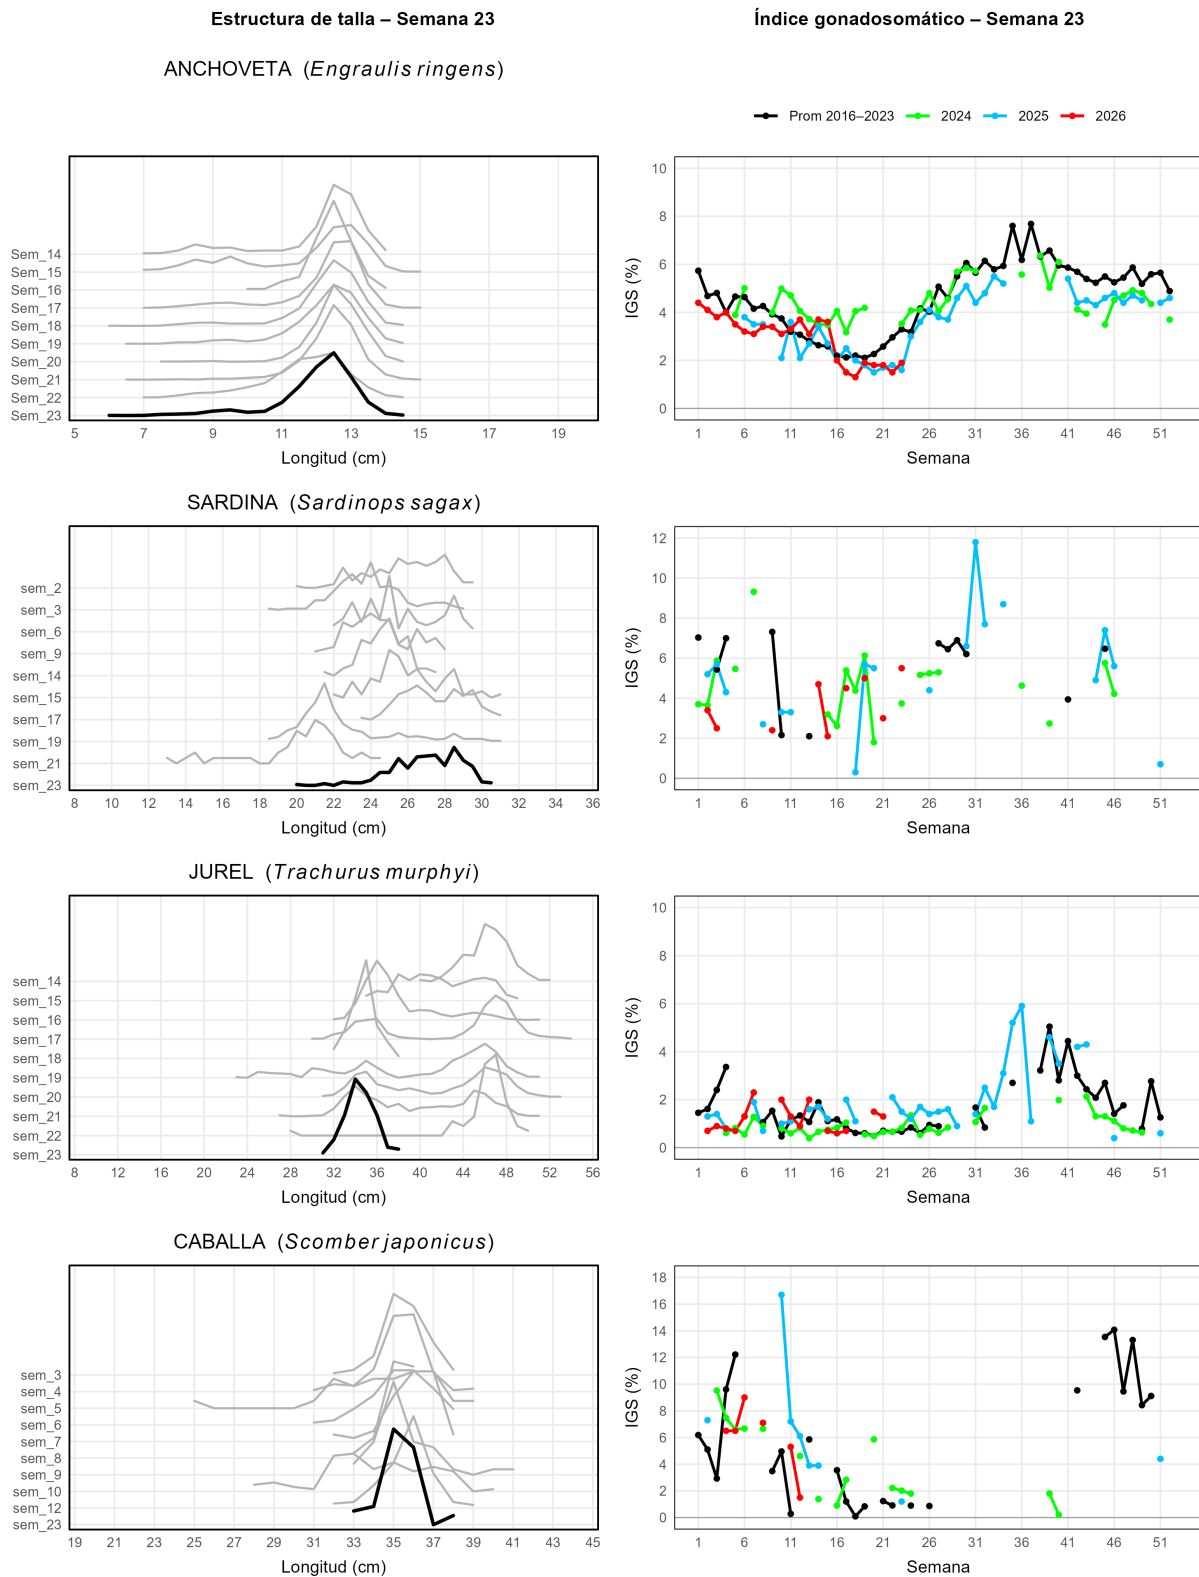 Estructura de talla – Semana 23
Índice gonadosomático – Semana 23
ANCHOVETA (Engraulis ringens)
Prom 2016–2023 2024 2025 2026
Sem_14
Sem_15
Sem_16
Sem_17
Sem_18
Sem_19
Sem_20
Sem_21
Sem_22
Sem_23
5 7 9 11 13 15 17 19
Longitud (cm)
IGS (%)
10
8
6
4
2
0
1 6 11 16 21 26 31 36 41 46 51
Semana
SARDINA (Sardinops sagax)
sem_2
sem_3
sem_6
sem_9
sem_14
sem_15
sem_17
sem_19
sem_21
sem_23
8 10 12 14 16 18 20 22 24 26 28 30 32 34 36
Longitud (cm)
IGS (%)
12
10
8
6
4
2
0
1 6 11 16 21 26 31 36 41 46 51
Semana
JUREL (Trachurus murphyi)
sem_14
sem_15
sem_16
sem_17
sem_18
sem_19
sem_20
sem_21
sem_22
sem_23
8 12 16 20 24 28 32 36 40 44 48 52 56
Longitud (cm)
IGS (%)
10
8
6
4
2
0
1 6 11 16 21 26 31 36 41 46 51
Semana
CABALLA (Scomber japonicus)
sem_3
sem_4
sem_5
sem_6
sem_7
sem_8
sem_9
sem_10
sem_12
sem_23
19 21 23 25 27 29 31 33 35 37 39 41 43 45
Longitud (cm)
IGS (%)
18
16
14
12
10
8
6
4
2
0
1 6 11 16 21 26 31 36 41 46 51
Semana